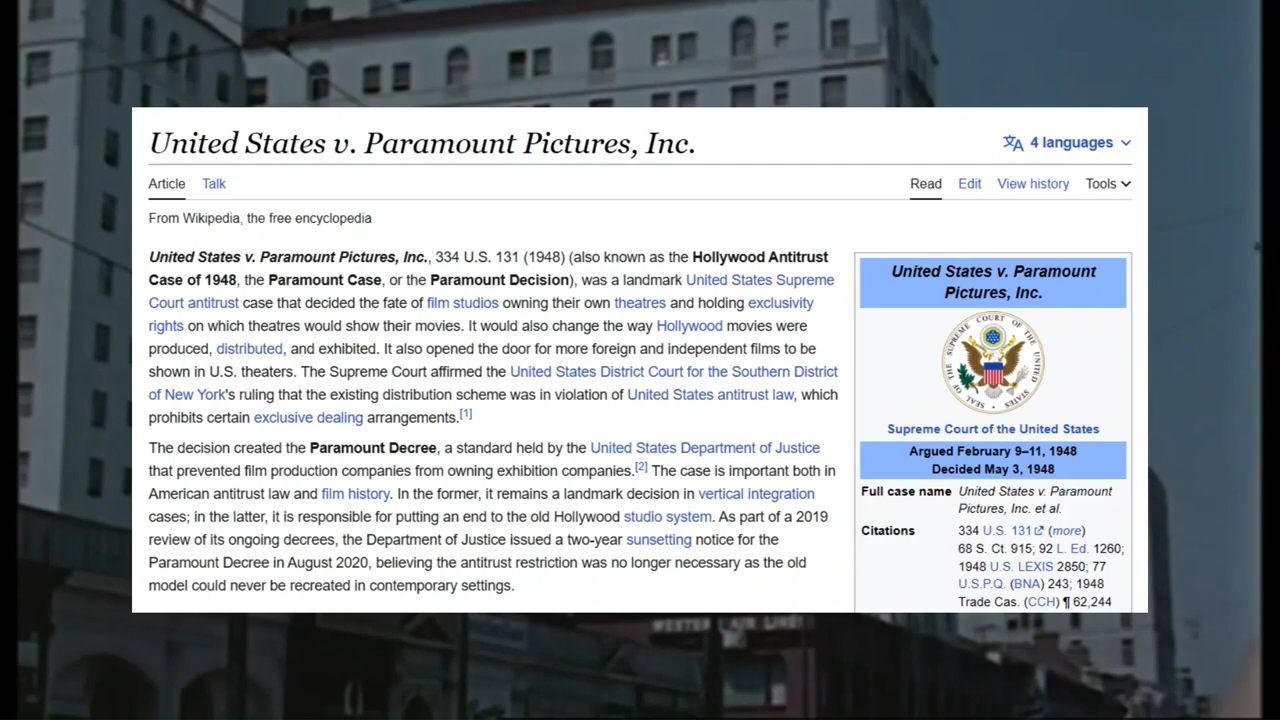 United States v. Paramount Pictures, Inc.
4 languages
Article Talk
Read Edit View history Tools
From Wikipedia, the free encyclopedia
United States v. Paramount Pictures, Inc., 334 U.S. 131 (1948) (also known as the Hollywood Antitrust
Case of 1948, the Paramount Case, or the Paramount Decision), was a landmark United States Supreme
Court antitrust case that decided the fate of film studios owning their own theatres and holding exclusivity
rights on which theatres would show their movies. It would also change the way Hollywood movies were
produced, distributed, and exhibited. It also opened the door for more foreign and independent films to be
shown in U.S. theaters. The Supreme Court affirmed the United States District Court for the Southern District
of New York's ruling that the existing distribution scheme was in violation of United States antitrust law, which
prohibits certain exclusive dealing arrangements.[1]
The decision created the Paramount Decree, a standard held by the United States Department of Justice
that prevented film production companies from owning exhibition companies.[2] The case is important both in
American antitrust law and film history. In the former, it remains a landmark decision in vertical integration
cases; in the latter, it is responsible for putting an end to the old Hollywood studio system. As part of a 2019
review of its ongoing decrees, the Department of Justice issued a two-year sunsetting notice for the
Paramount Decree in August 2020, believing the antitrust restriction was no longer necessary as the old
model could never be recreated in contemporary settings.
United States v. Paramount
Pictures, Inc.
SEAL OF THE SUPREME COURT OF THE UNITED STATES
Supreme Court of the United States
Argued February 9–11, 1948
Decided May 3, 1948
Full case name United States v. Paramount
Pictures, Inc. et al.
Citations 334 U.S. 131 (more)
68 S. Ct. 915; 92 L. Ed. 1260;
1948 U.S. LEXIS 2850; 77
U.S.P.Q. (BNA) 243; 1948
Trade Cas. (CCH) ¶ 62,244